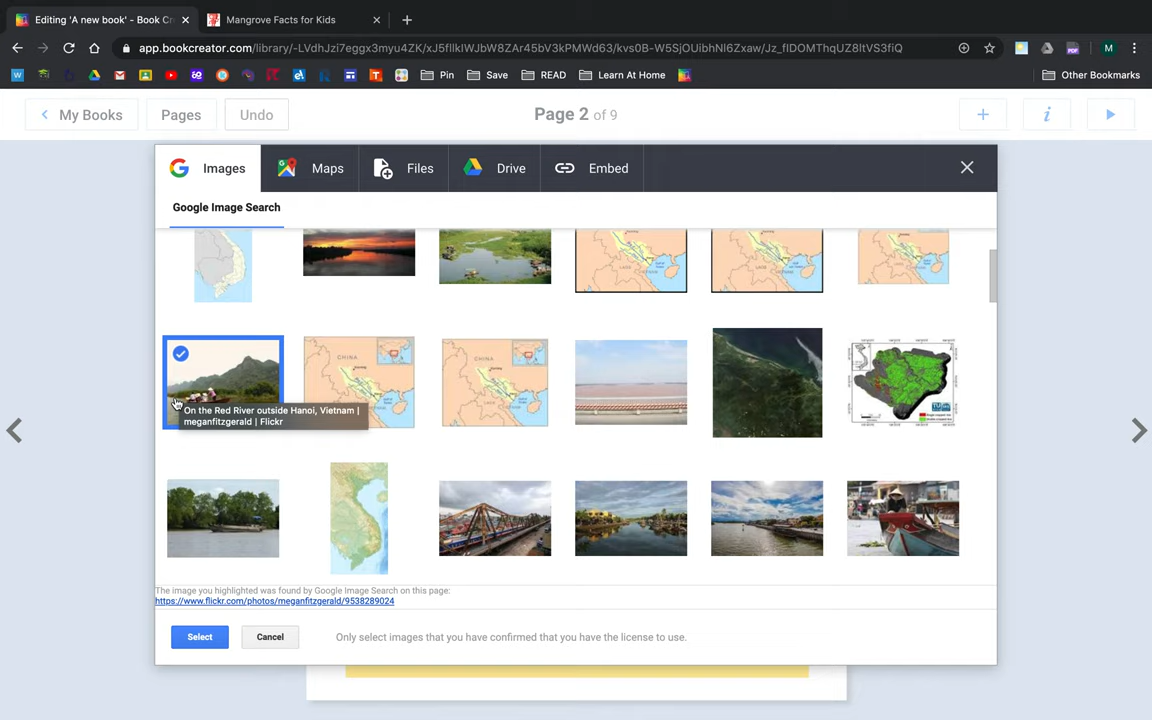 Editing 'A new book' - Book Cr
Mangrove Facts for Kids
app.bookcreator.com/library/-LVdhJzi7eggx3myu4ZK/xJ5fIlkIWJbW8ZAr45bV3kPMWd63/kvs0B-W5SjOUibhNl6Zxaw/Jz_fIDOMThqUZ8ltVS3fiQ
M
Pin
Save
READ
Learn At Home
Other Bookmarks
My Books
Pages
Undo
Page 2 of 9
Images
Maps
Files
Drive
Embed
Google Image Search
CHINA
CHINA
On the Red River outside Hanoi, Vietnam |
meganfitzgerald | Flickr
The image you highlighted was found by Google Image Search on this page:
https://www.flickr.com/photos/meganfitzgerald/9538289024
Select
Cancel
Only select images that you have confirmed that you have the license to use.